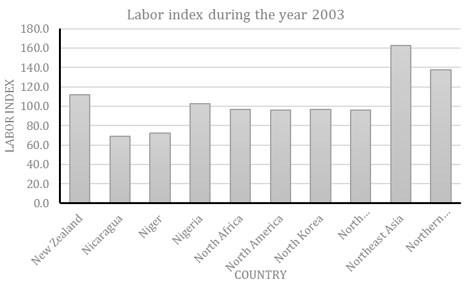 Labor index during the year 2003
LABOR INDEX
180.0
160.0
140.0
120.0
100.0
80.0
60.0
40.0
20.0
0.0
New Zealand
Nicaragua
Niger
Nigeria
North Africa
North America
North Korea
North...
Northeast Asia
Northern...
COUNTRY